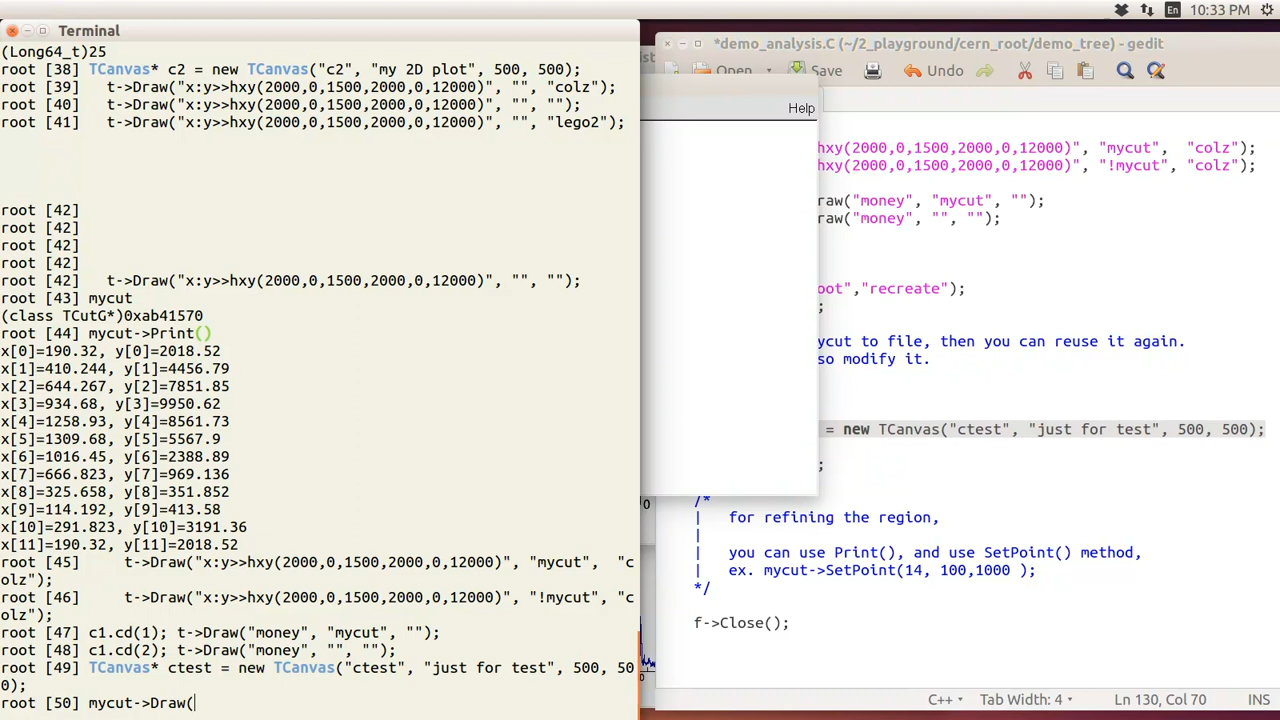 En
10:33 PM
Terminal
(Long64_t)25
root [38] TCanvas* c2 = new TCanvas("c2", "my 2D plot", 500, 500);
root [39]   t->Draw("x:y>>hxy(2000,0,1500,2000,0,12000)", "", "colz");
root [40]   t->Draw("x:y>>hxy(2000,0,1500,2000,0,12000)", "", "");
root [41]   t->Draw("x:y>>hxy(2000,0,1500,2000,0,12000)", "", "lego2");
root [42]
root [42]
root [42]
root [42]
root [42]   t->Draw("x:y>>hxy(2000,0,1500,2000,0,12000)", "", "");
root [43] mycut
(class TCutG*)0xab41570
root [44] mycut->Print()
x[0]=190.32, y[0]=2018.52
x[1]=410.244, y[1]=4456.79
x[2]=644.267, y[2]=7851.85
x[3]=934.68, y[3]=9950.62
x[4]=1258.93, y[4]=8561.73
x[5]=1309.68, y[5]=5567.9
x[6]=1016.45, y[6]=2388.89
x[7]=666.823, y[7]=969.136
x[8]=325.658, y[8]=351.852
x[9]=114.192, y[9]=413.58
x[10]=291.823, y[10]=3191.36
x[11]=190.32, y[11]=2018.52
root [45]     t->Draw("x:y>>hxy(2000,0,1500,2000,0,12000)", "mycut",  "c
olz");
root [46]     t->Draw("x:y>>hxy(2000,0,1500,2000,0,12000)", "!mycut", "c
olz");
root [47] c1.cd(1); t->Draw("money", "mycut", "");
root [48] c1.cd(2); t->Draw("money", "", "");
root [49] TCanvas* ctest = new TCanvas("ctest", "just for test", 500, 50
0);
root [50] mycut->Draw(
Help
0
0
*demo_analysis.C (~/2_playground/cern_root/demo_tree) - gedit
Open
Save
Undo
hxy(2000,0,1500,2000,0,12000)", "mycut",  "colz");
hxy(2000,0,1500,2000,0,12000)", "!mycut", "colz");
raw("money", "mycut", "");
raw("money", "", "");
oot","recreate");
;
ycut to file, then you can reuse it again.
so modify it.
= new TCanvas("ctest", "just for test", 500, 500);
;
/*
|   for refining the region,
|
|   you can use Print(), and use SetPoint() method,
|   ex. mycut->SetPoint(14, 100,1000 );
*/
f->Close();
C++
Tab Width: 4
Ln 130, Col 70
INS